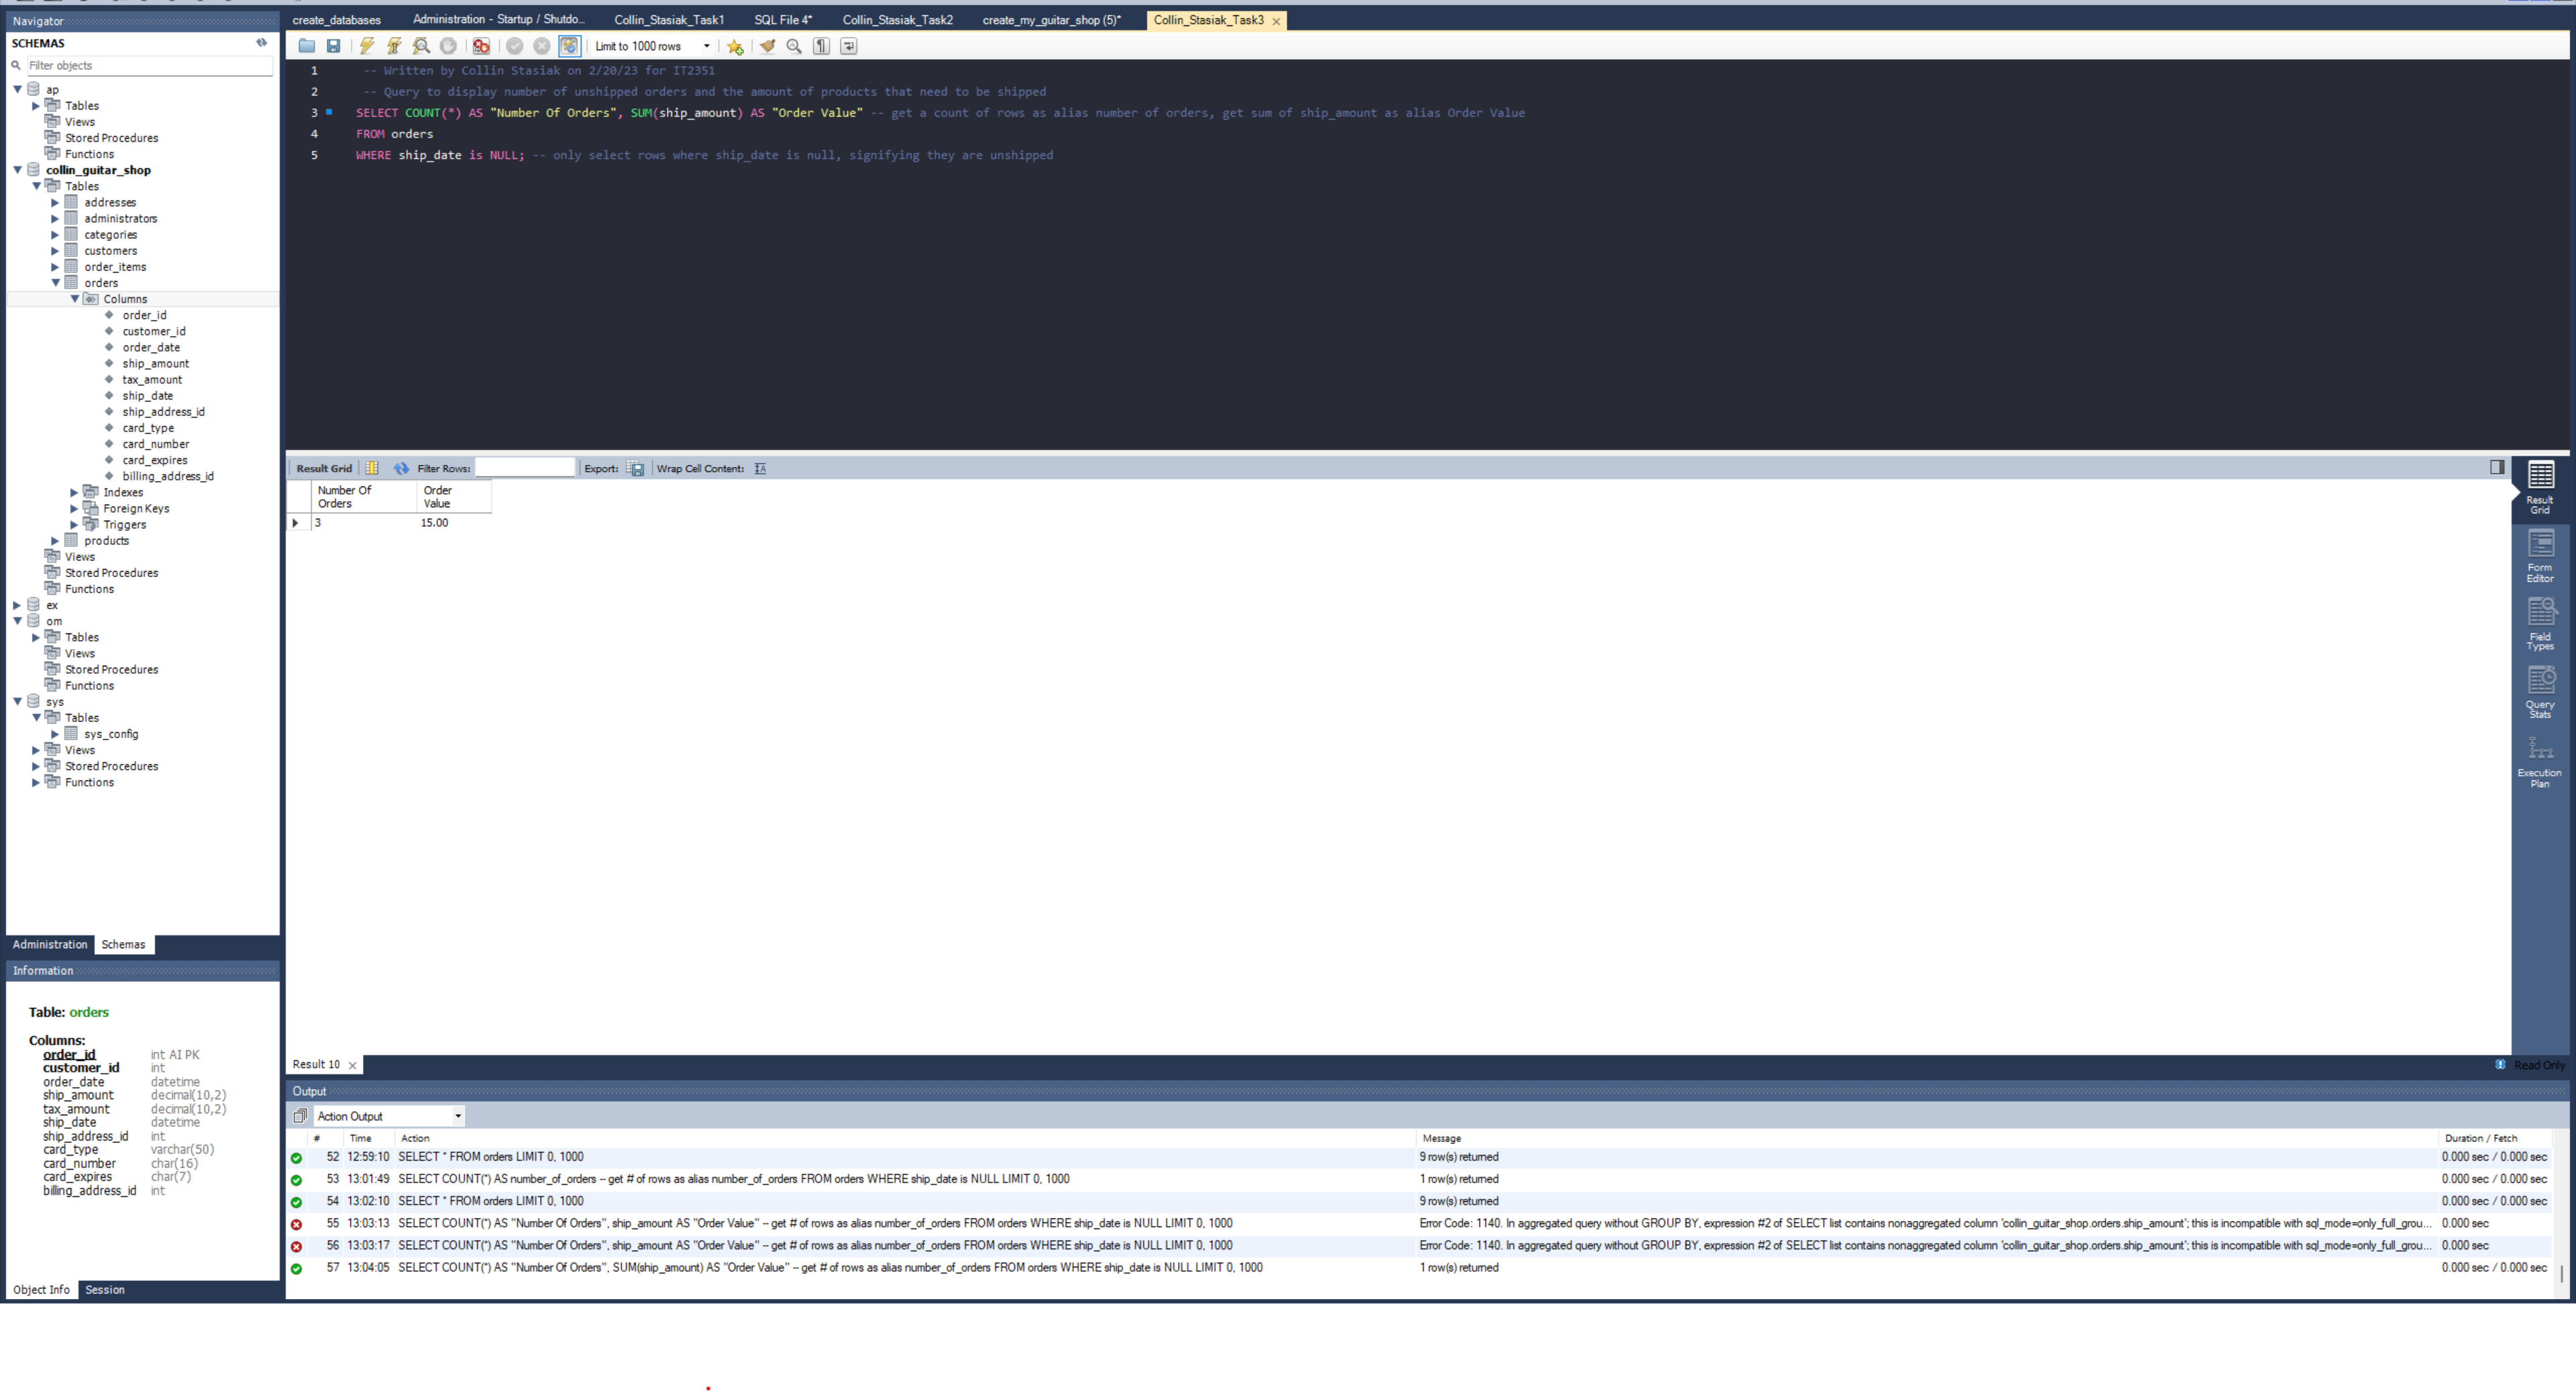 Navigator
SCHEMAS
Filter objects
ap
Tables
Views
Stored Procedures
Functions
collin_guitar_shop
Tables
addresses
administrators
categories
customers
order_items
orders
Columns
order_id
customer_id
order_date
ship_amount
tax_amount
ship_date
ship_address_id
card_type
card_number
card_expires
billing_address_id
Indexes
Foreign Keys
Triggers
products
Views
Stored Procedures
Functions
ex
om
Tables
Views
Stored Procedures
Functions
sys
Tables
sys_config
Views
Stored Procedures
Functions
Administration Schemas
Information
Table: orders
Columns:
order_id int AI PK
customer_id int
order_date datetime
ship_amount decimal(10,2)
tax_amount decimal(10,2)
ship_date datetime
ship_address_id int
card_type varchar(50)
card_number char(16)
card_expires char(7)
billing_address_id int
Object Info Session
create_databases Administration - Startup / Shutdo... Collin_Stasiak_Task1 SQL File 4* Collin_Stasiak_Task2 create_my_guitar_shop (5)* Collin_Stasiak_Task3
Limit to 1000 rows
1 -- Written by Collin Stasiak on 2/20/23 for IT2351
2 -- Query to display number of unshipped orders and the amount of products that need to be shipped
3 SELECT COUNT(*) AS "Number Of Orders", SUM(ship_amount) AS "Order Value" -- get a count of rows as alias number of orders, get sum of ship_amount as alias Order Value
4 FROM orders
5 WHERE ship_date is NULL; -- only select rows where ship_date is null, signifying they are unshipped
Result Grid Filter Rows: Export: Wrap Cell Content:
Number Of Orders Order Value
3 15.00
Result Grid
Form Editor
Field Types
Query Stats
Execution Plan
Result 10 Read Only
Output
Action Output
# Time Action Message Duration / Fetch
52 12:59:10 SELECT * FROM orders LIMIT 0, 1000 9 row(s) returned 0.000 sec / 0.000 sec
53 13:01:49 SELECT COUNT(*) AS number_of_orders -- get # of rows as alias number_of_orders FROM orders WHERE ship_date is NULL LIMIT 0, 1000 1 row(s) returned 0.000 sec / 0.000 sec
54 13:02:10 SELECT * FROM orders LIMIT 0, 1000 9 row(s) returned 0.000 sec / 0.000 sec
55 13:03:13 SELECT COUNT(*) AS "Number Of Orders", ship_amount AS "Order Value" -- get # of rows as alias number_of_orders FROM orders WHERE ship_date is NULL LIMIT 0, 1000 Error Code: 1140. In aggregated query without GROUP BY, expression #2 of SELECT list contains nonaggregated column 'collin_guitar_shop.orders.ship_amount'; this is incompatible with sql_mode=only_full_grou... 0.000 sec
56 13:03:17 SELECT COUNT(*) AS "Number Of Orders", ship_amount AS "Order Value" -- get # of rows as alias number_of_orders FROM orders WHERE ship_date is NULL LIMIT 0, 1000 Error Code: 1140. In aggregated query without GROUP BY, expression #2 of SELECT list contains nonaggregated column 'collin_guitar_shop.orders.ship_amount'; this is incompatible with sql_mode=only_full_grou... 0.000 sec
57 13:04:05 SELECT COUNT(*) AS "Number Of Orders", SUM(ship_amount) AS "Order Value" -- get # of rows as alias number_of_orders FROM orders WHERE ship_date is NULL LIMIT 0, 1000 1 row(s) returned 0.000 sec / 0.000 sec